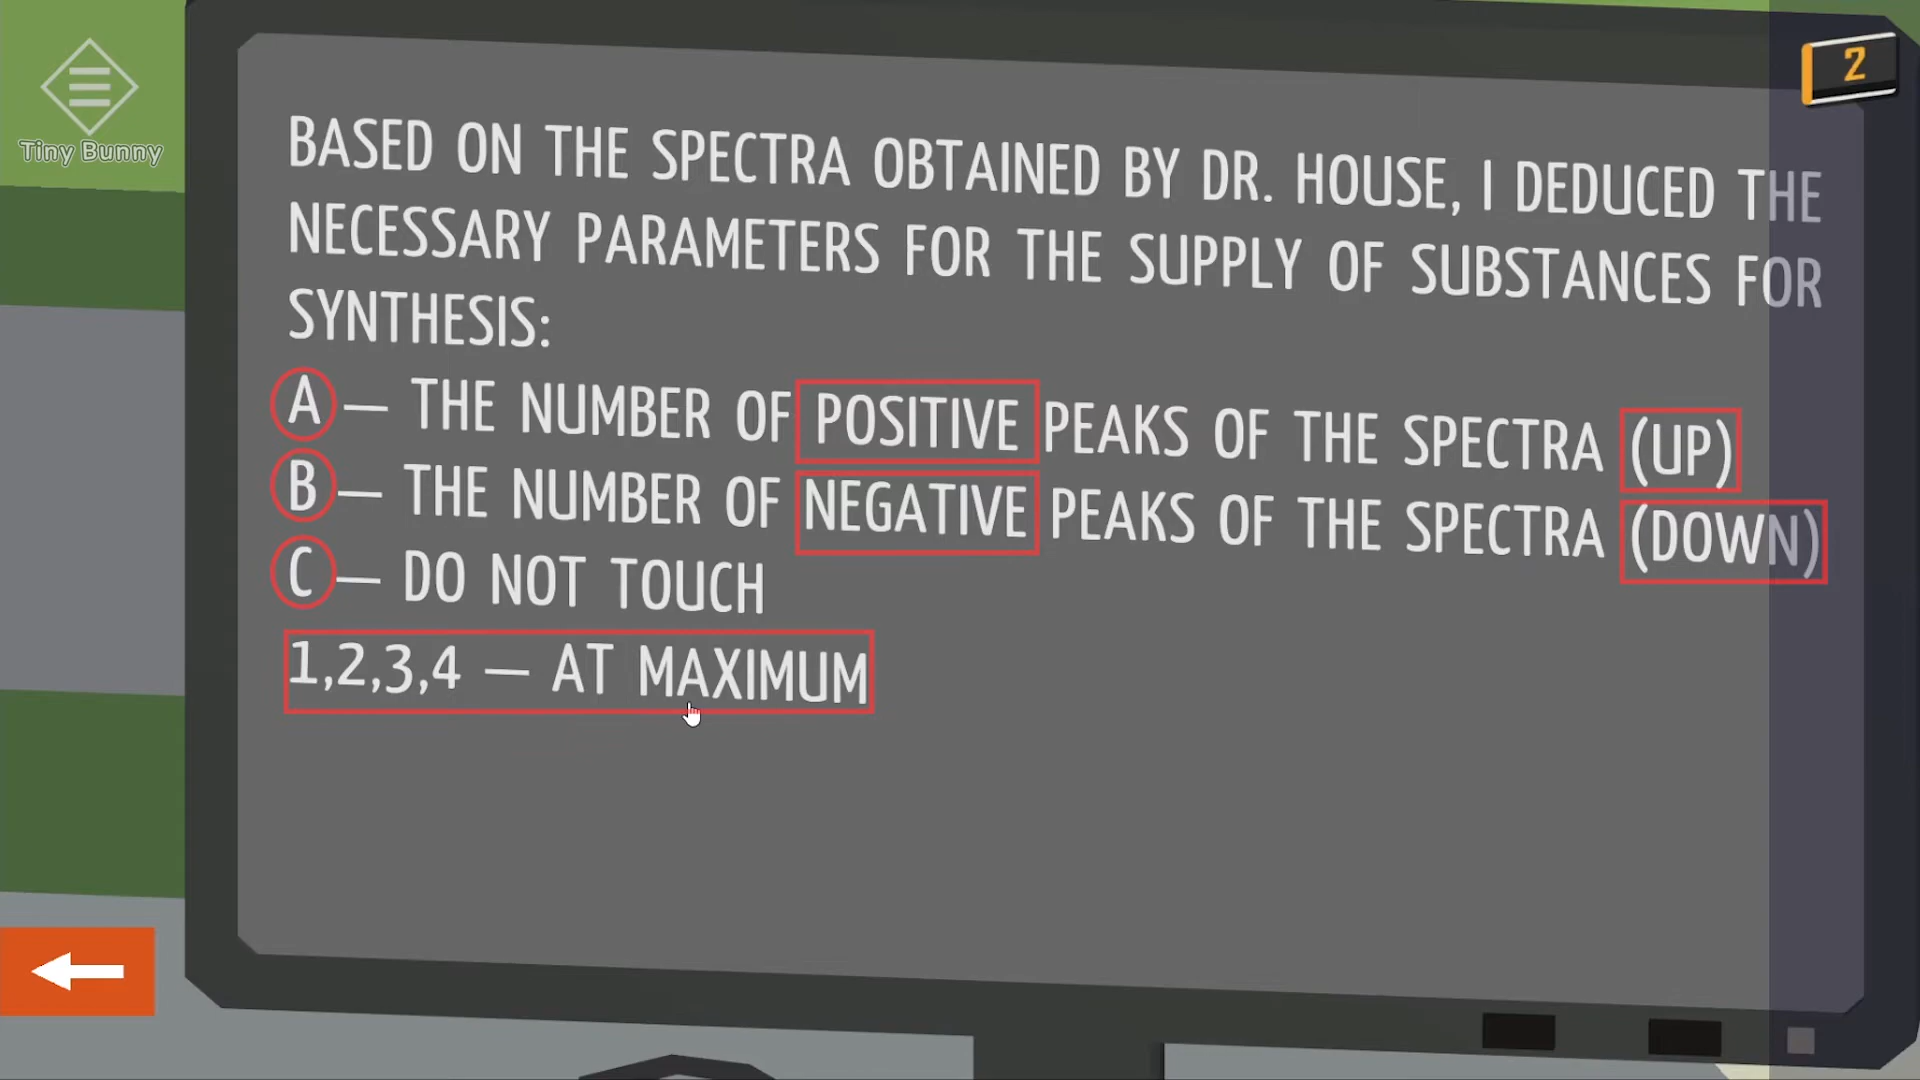 Tiny Bunny
2
BASED ON THE SPECTRA OBTAINED BY DR. HOUSE, I DEDUCED THE
NECESSARY PARAMETERS FOR THE SUPPLY OF SUBSTANCES FOR
SYNTHESIS:
A — THE NUMBER OF POSITIVE PEAKS OF THE SPECTRA (UP)
B — THE NUMBER OF NEGATIVE PEAKS OF THE SPECTRA (DOWN)
C — DO NOT TOUCH
1,2,3,4 — AT MAXIMUM